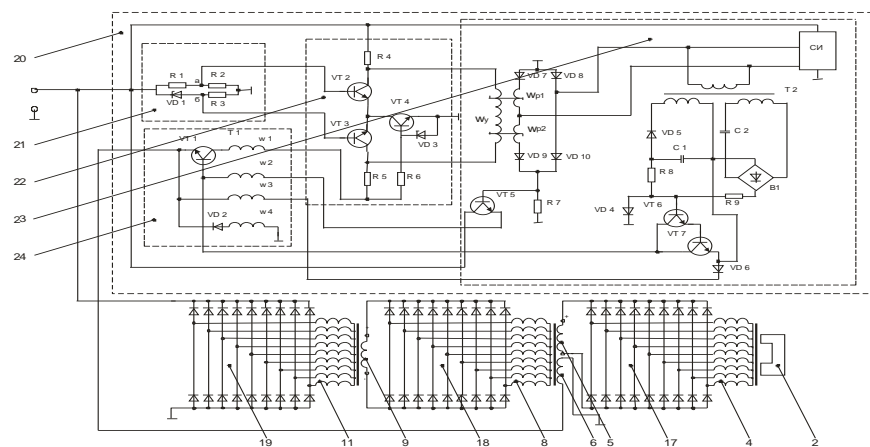 20
R 4
СИ
R 1
R 2
VT 2
VD 7
VD 8
а
VD 1
б
R 3
Wp1
T 2
21
VT 4
Wy
VT 3
VD 3
Wp2
VD 5
C 2
VT 1
T 1
w 1
C 1
w 2
22
VD 9
VD 10
R 8
w 3
R 5
R 6
B1
23
VT 5
VD 4
VT 6
R 9
VD 2
w 4
R 7
VT 7
24
VD 6
+
+
19
11
9
18
8
6
5
17
4
2